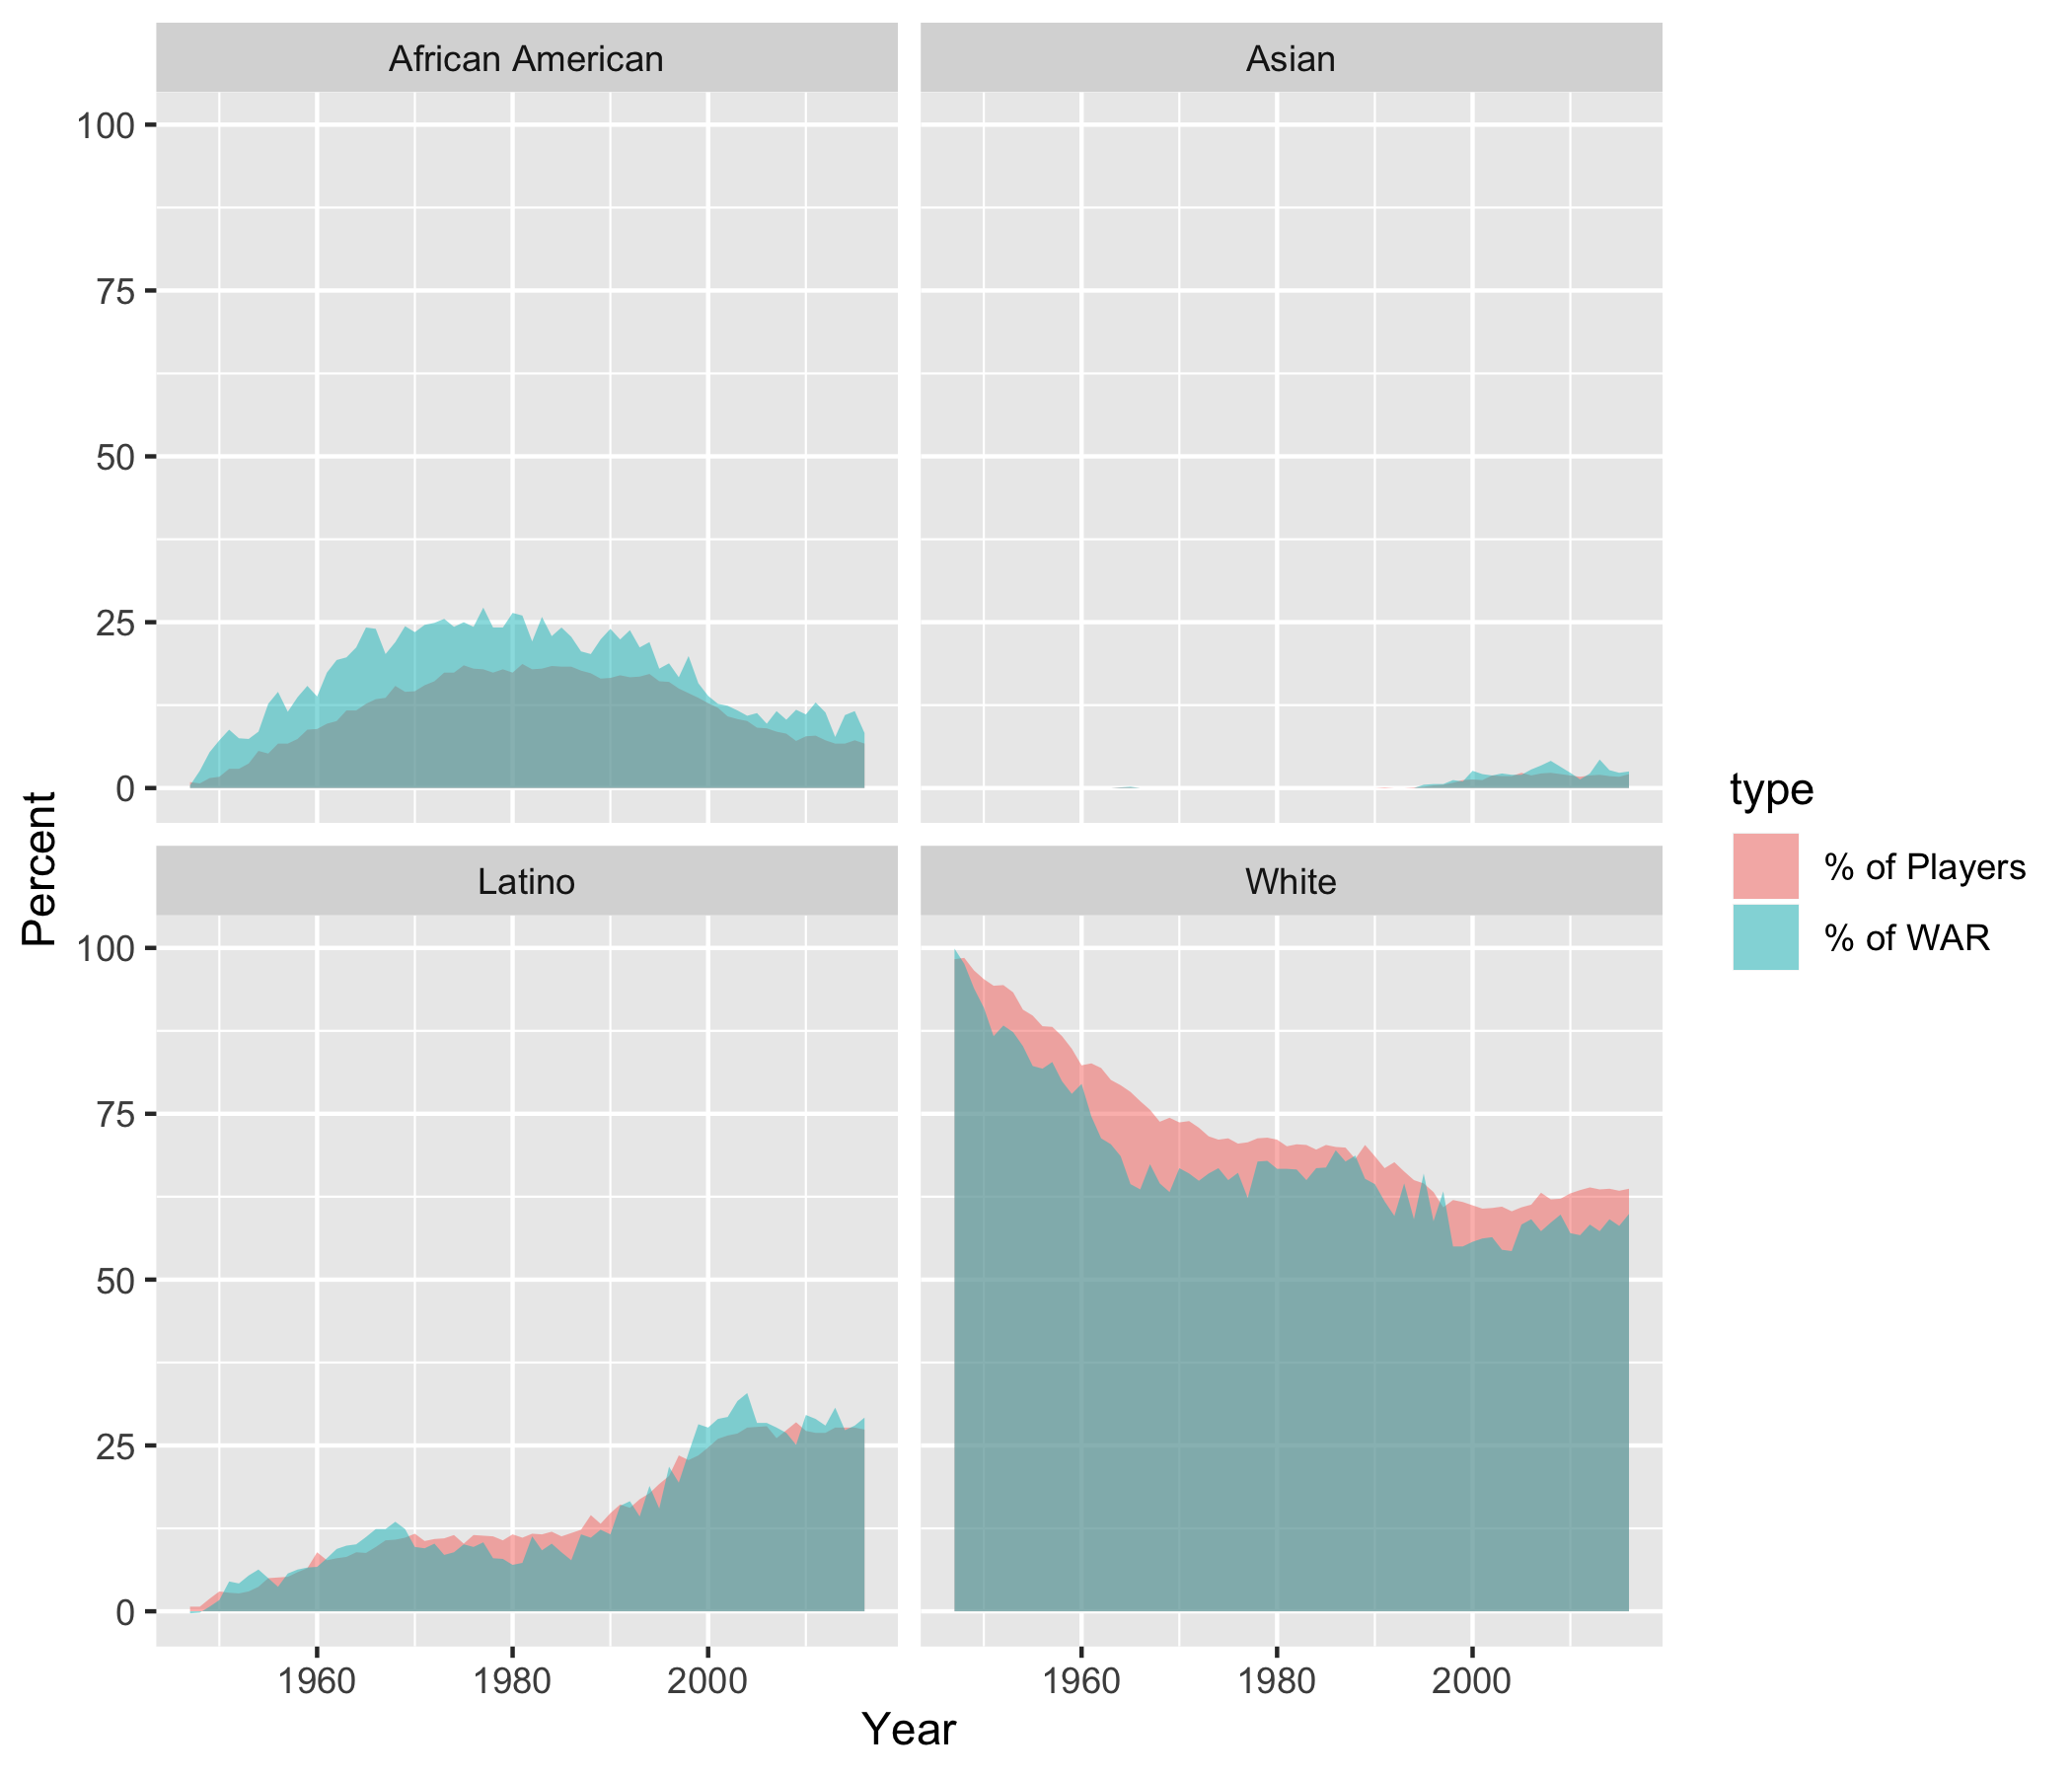 African American
Asian
100
75
50
25
0
Latino
White
100
75
50
25
0
1960
1980
2000
1960
1980
2000
Year
Percent
type
% of Players
% of WAR